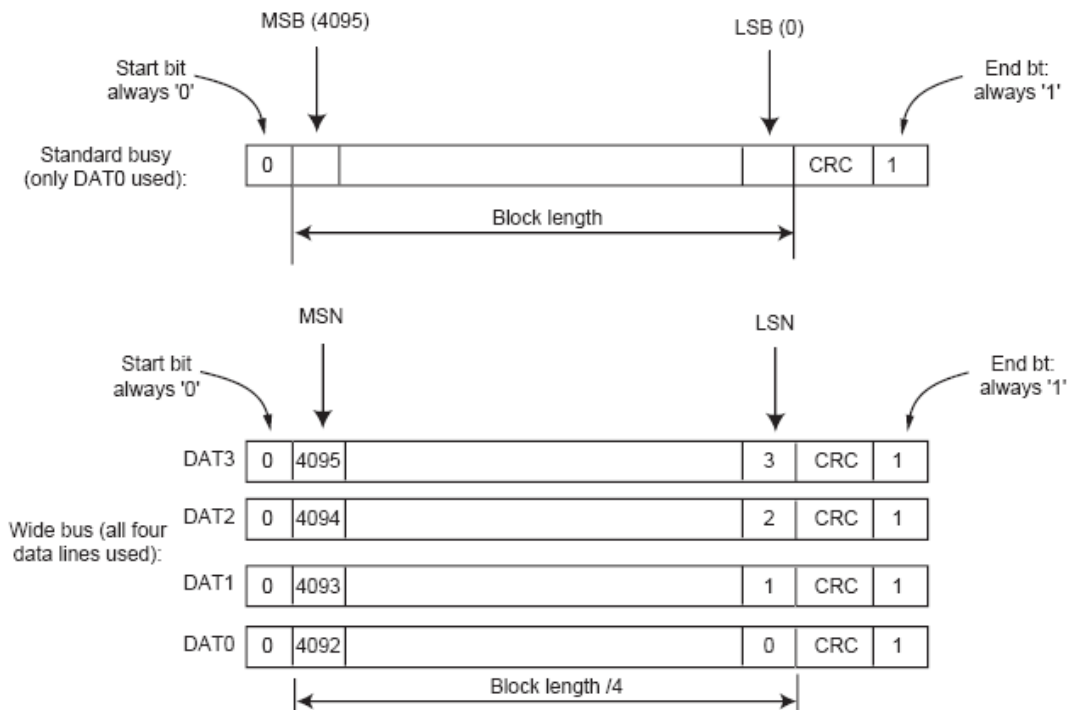 MSB (4095)
LSB (0)
Start bit
always '0'
End bt:
always '1'
Standard busy
(only DAT0 used):
0
CRC
1
Block length
MSN
LSN
Start bit
always '0'
End bt:
always '1'
DAT3
0
4095
3
CRC
1
Wide bus (all four
data lines used):
DAT2
0
4094
2
CRC
1
DAT1
0
4093
1
CRC
1
DAT0
0
4092
0
CRC
1
Block length /4